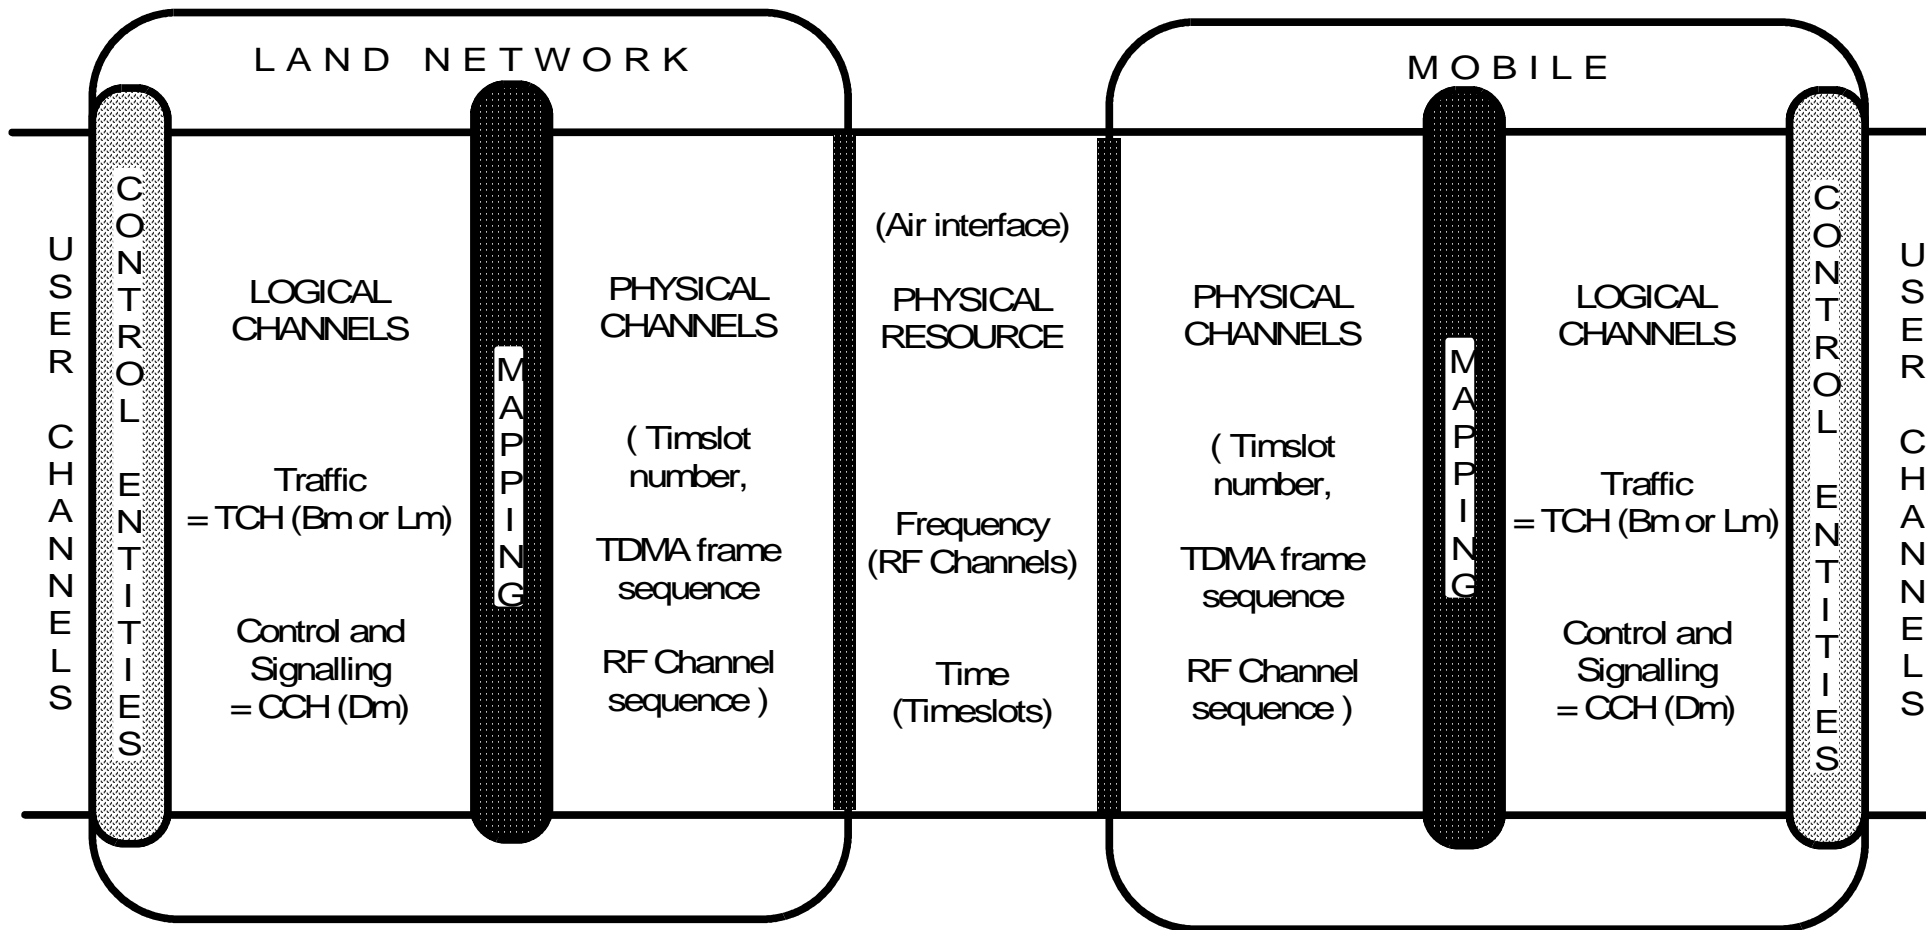 LAND NETWORK
MOBILE
USER CHANNELS
CONTROL ENTITIES
LOGICAL
CHANNELS
Traffic
= TCH (Bm or Lm)
Control and
Signalling
= CCH (Dm)
MAPPING
PHYSICAL
CHANNELS
( Timslot
number,
TDMA frame
sequence
RF Channel
sequence )
(Air interface)
PHYSICAL
RESOURCE
Frequency
(RF Channels)
Time
(Timeslots)
PHYSICAL
CHANNELS
( Timslot
number,
TDMA frame
sequence
RF Channel
sequence )
MAPPING
LOGICAL
CHANNELS
Traffic
= TCH (Bm or Lm)
Control and
Signalling
= CCH (Dm)
CONTROL ENTITIES
USER CHANNELS